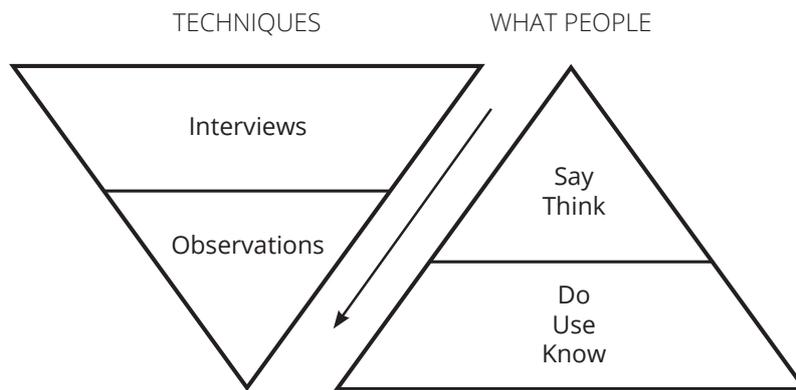 TECHNIQUES
WHAT PEOPLE
Interviews
Observations
Say
Think
Do
Use
Know